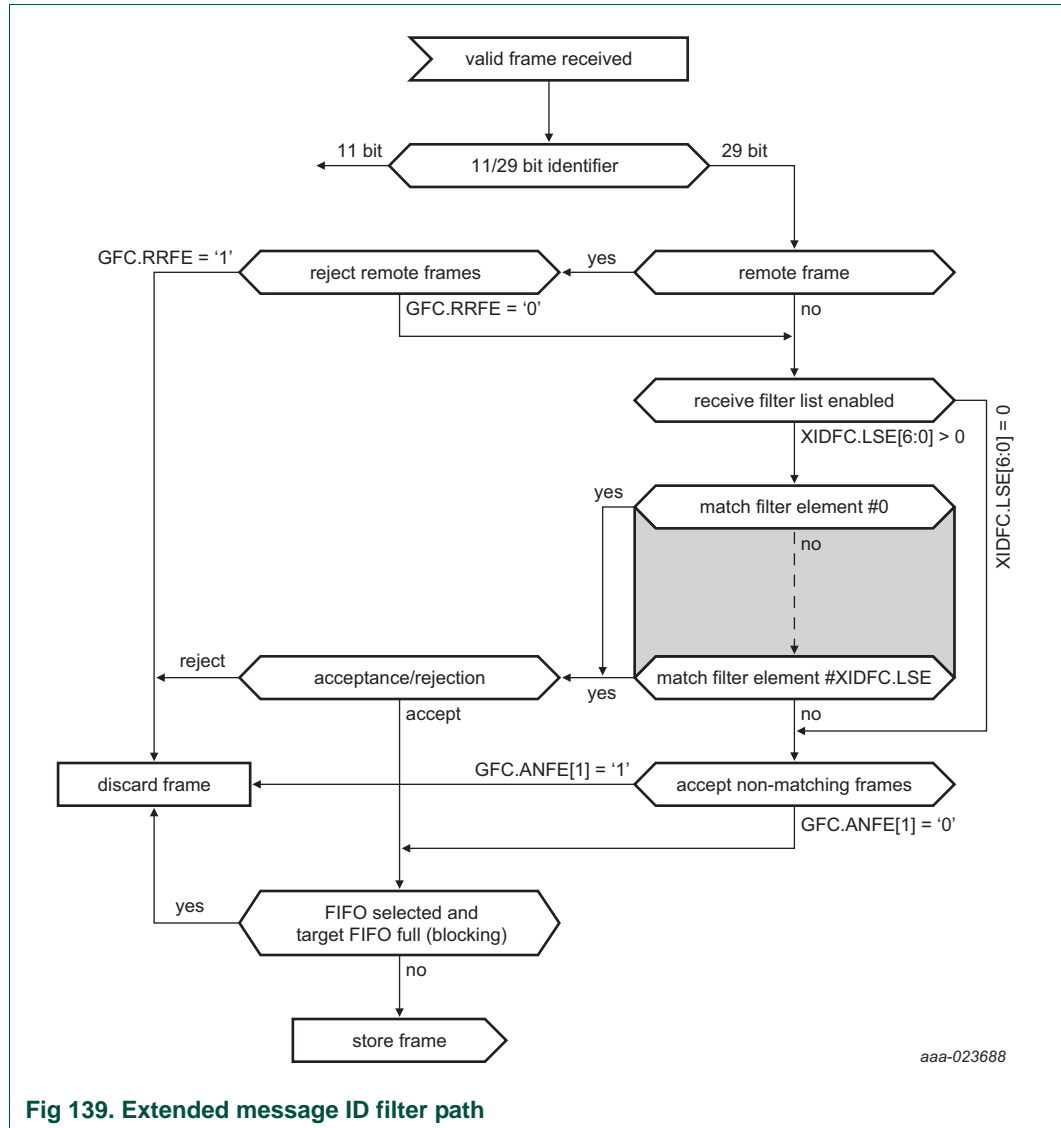 valid frame received
11 bit
11/29 bit identifier
29 bit
GFC.RRFE = ‘1’
reject remote frames
yes
remote frame
GFC.RRFE = ‘0’
no
receive filter list enabled
XIDFC.LSE[6:0] > 0
XIDFC.LSE[6:0] = 0
yes
match filter element #0
no
reject
acceptance/rejection
yes
match filter element #XIDFC.LSE
accept
no
discard frame
GFC.ANFE[1] = ‘1’
accept non-matching frames
GFC.ANFE[1] = ‘0’
yes
FIFO selected and
target FIFO full (blocking)
no
store frame
aaa-023688
Fig 139. Extended message ID filter path